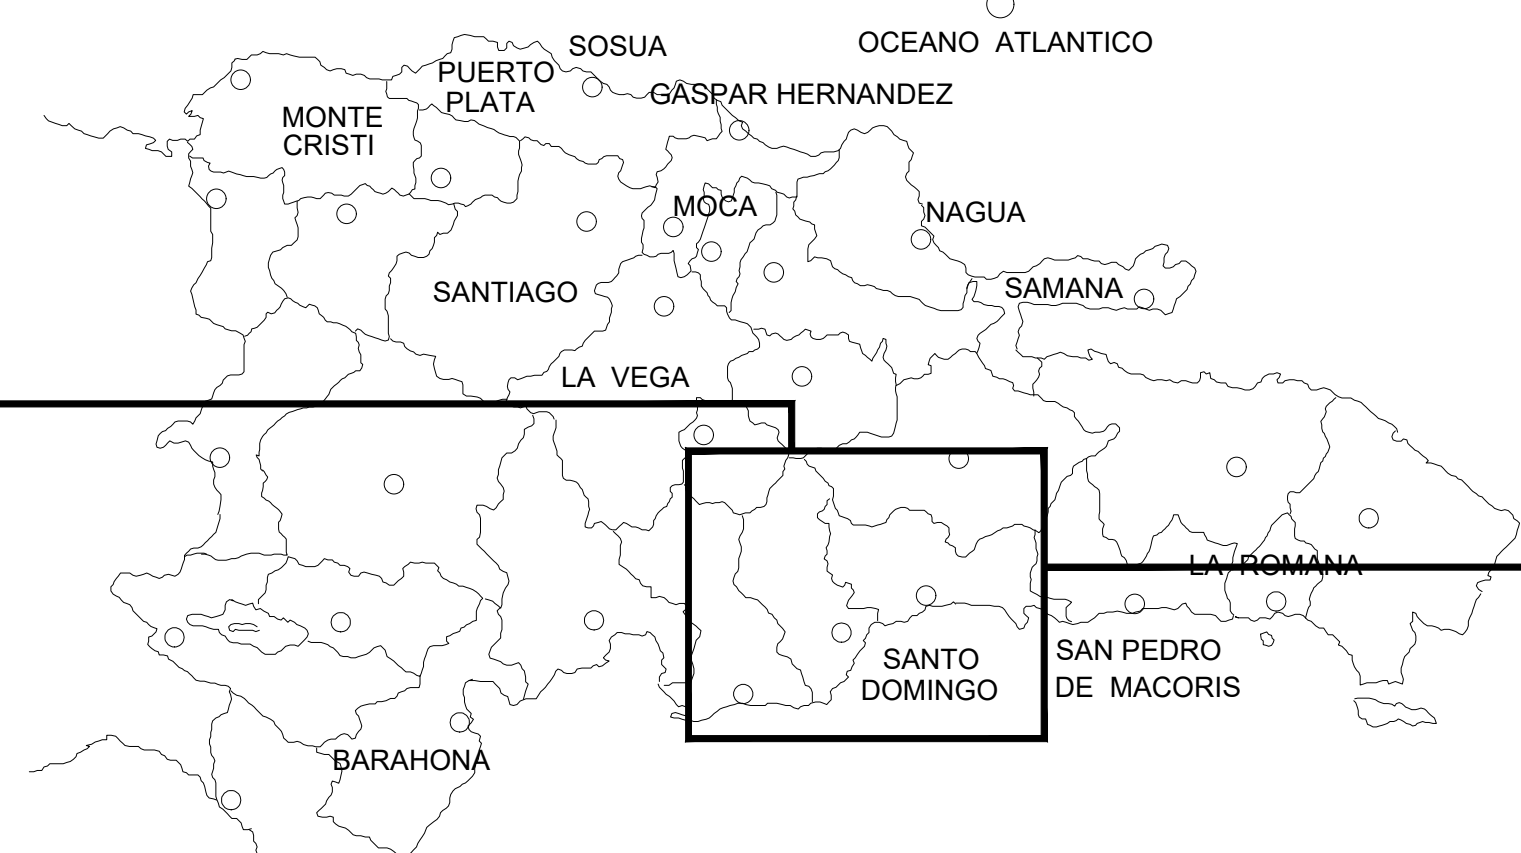 SOSUA
OCEANO ATLANTICO
PUERTO
PLATA
GASPAR HERNANDEZ
MONTE
CRISTI
MOCA
NAGUA
SANTIAGO
SAMANA
LA VEGA
LA ROMANA
SANTO
DOMINGO
SAN PEDRO
DE MACORIS
BARAHONA